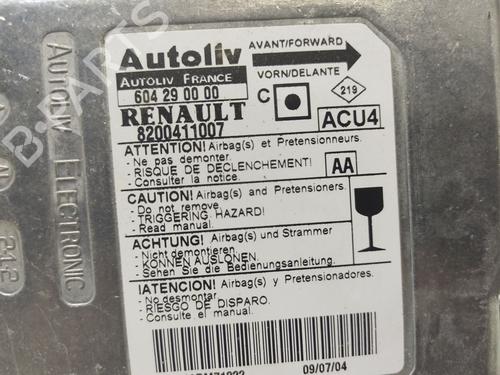 Autoliv
AVANT/FORWARD
AUTOLIV FRANCE
VORN/DELANTE
604 29 00 00
C
219
RENAULT
8200411007
ACU4
ATTENTION! Airbag(s) et Pretensionneurs.
- Ne pas demonter.
- RISQUE DE DECLENCHEMENT!
- Consulter la notice.
AA
CAUTION! Airbag(s) and Pretensioners.
- Do not remove.
- TRIGGERING HAZARD!
- Read manual.
ACHTUNG! Airbag(s) und Strammer
- Nicht demontieren.
- KONNEN AUSLONEN.
- Sehen Sie die Bedienungsanleitung.
¡ATENCION! Airbag(s) y Pretensionadores.
- No desmontar
- RIESGO DE DISPARO.
- Consulte el manual.
09/07/04
AUTOLIV ELECTRONIC
242
B-PARTS